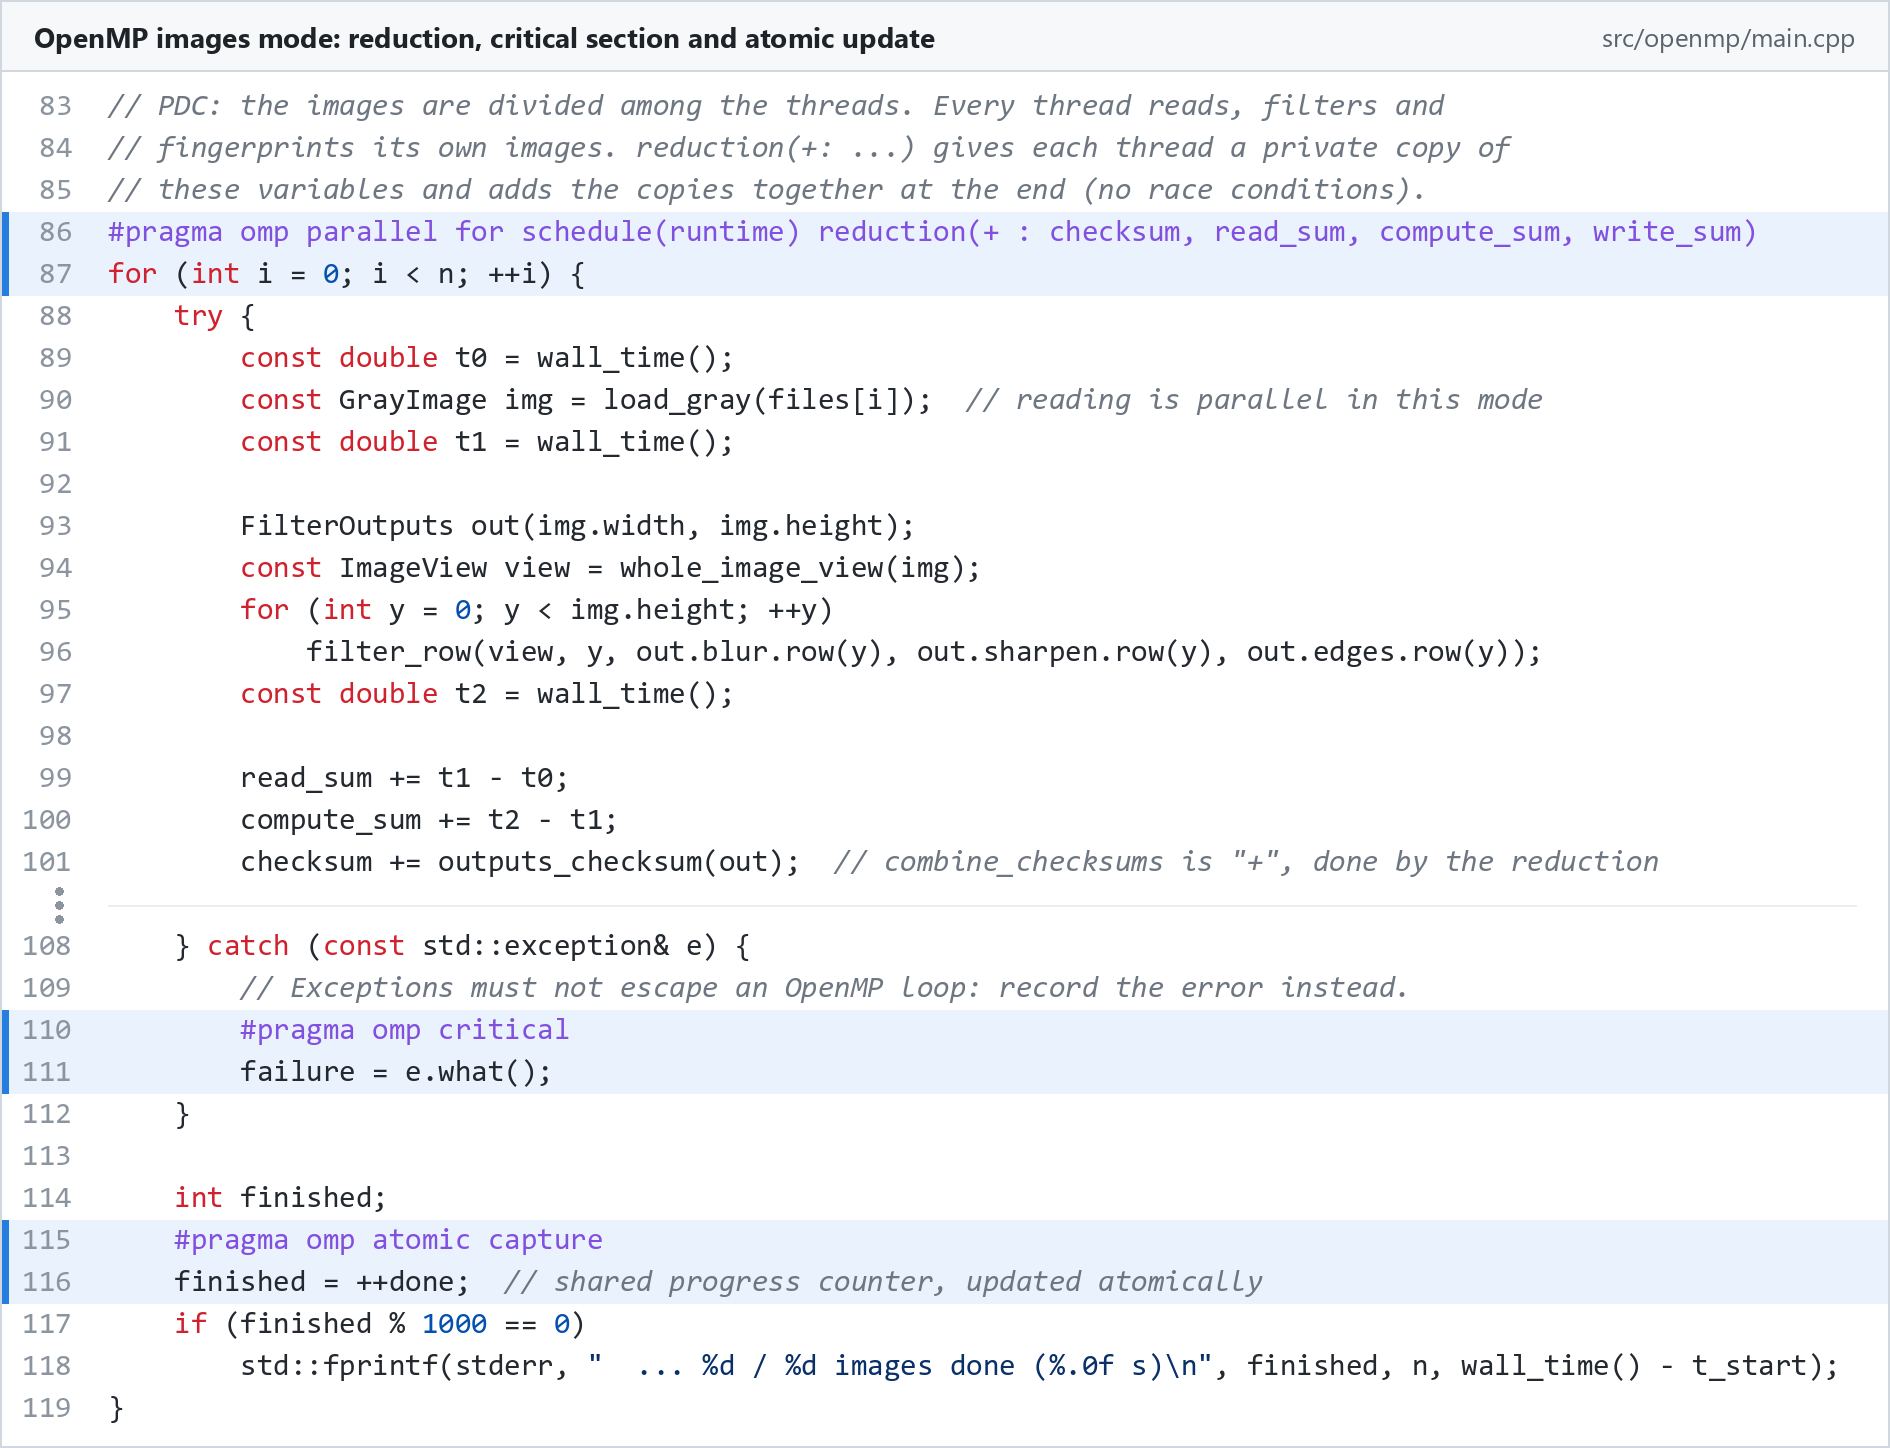 OpenMP images mode: reduction, critical section and atomic update
src/openmp/main.cpp
83 // PDC: the images are divided among the threads. Every thread reads, filters and
84 // fingerprints its own images. reduction(+: ...) gives each thread a private copy of
85 // these variables and adds the copies together at the end (no race conditions).
86 #pragma omp parallel for schedule(runtime) reduction(+ : checksum, read_sum, compute_sum, write_sum)
87 for (int i = 0; i < n; ++i) {
88     try {
89         const double t0 = wall_time();
90         const GrayImage img = load_gray(files[i]);  // reading is parallel in this mode
91         const double t1 = wall_time();
92
93         FilterOutputs out(img.width, img.height);
94         const ImageView view = whole_image_view(img);
95         for (int y = 0; y < img.height; ++y)
96             filter_row(view, y, out.blur.row(y), out.sharpen.row(y), out.edges.row(y));
97         const double t2 = wall_time();
98
99         read_sum += t1 - t0;
100         compute_sum += t2 - t1;
101         checksum += outputs_checksum(out);  // combine_checksums is "+", done by the reduction
108     } catch (const std::exception& e) {
109         // Exceptions must not escape an OpenMP loop: record the error instead.
110         #pragma omp critical
111         failure = e.what();
112     }
113
114     int finished;
115     #pragma omp atomic capture
116     finished = ++done;  // shared progress counter, updated atomically
117     if (finished % 1000 == 0)
118         std::fprintf(stderr, "  ... %d / %d images done (%.0f s)\n", finished, n, wall_time() - t_start);
119 }